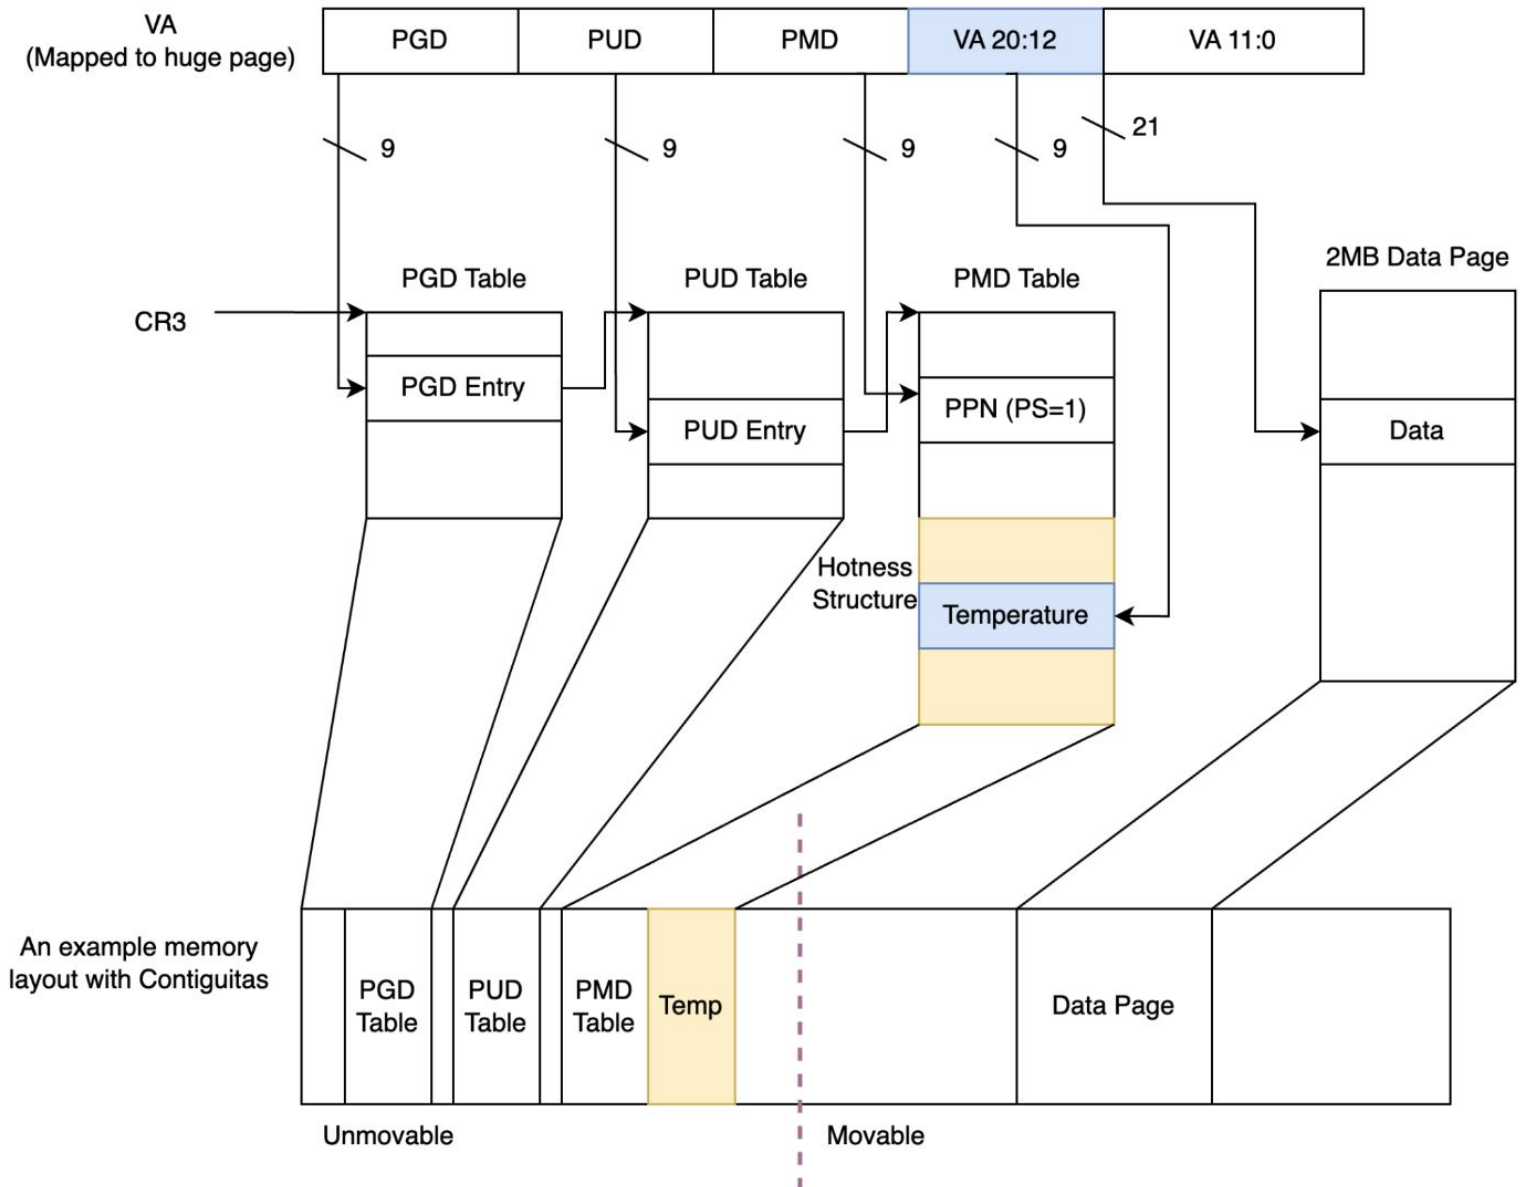 VA
(Mapped to huge page)
PGD
PUD
PMD
VA 20:12
VA 11:0
9
9
9
9
21
2MB Data Page
PGD Table
PUD Table
PMD Table
CR3
PGD Entry
PUD Entry
PPN (PS=1)
Data
Hotness
Structure
Temperature
An example memory
layout with Contiguitas
PGD
Table
PUD
Table
PMD
Table
Temp
Data Page
Unmovable
Movable